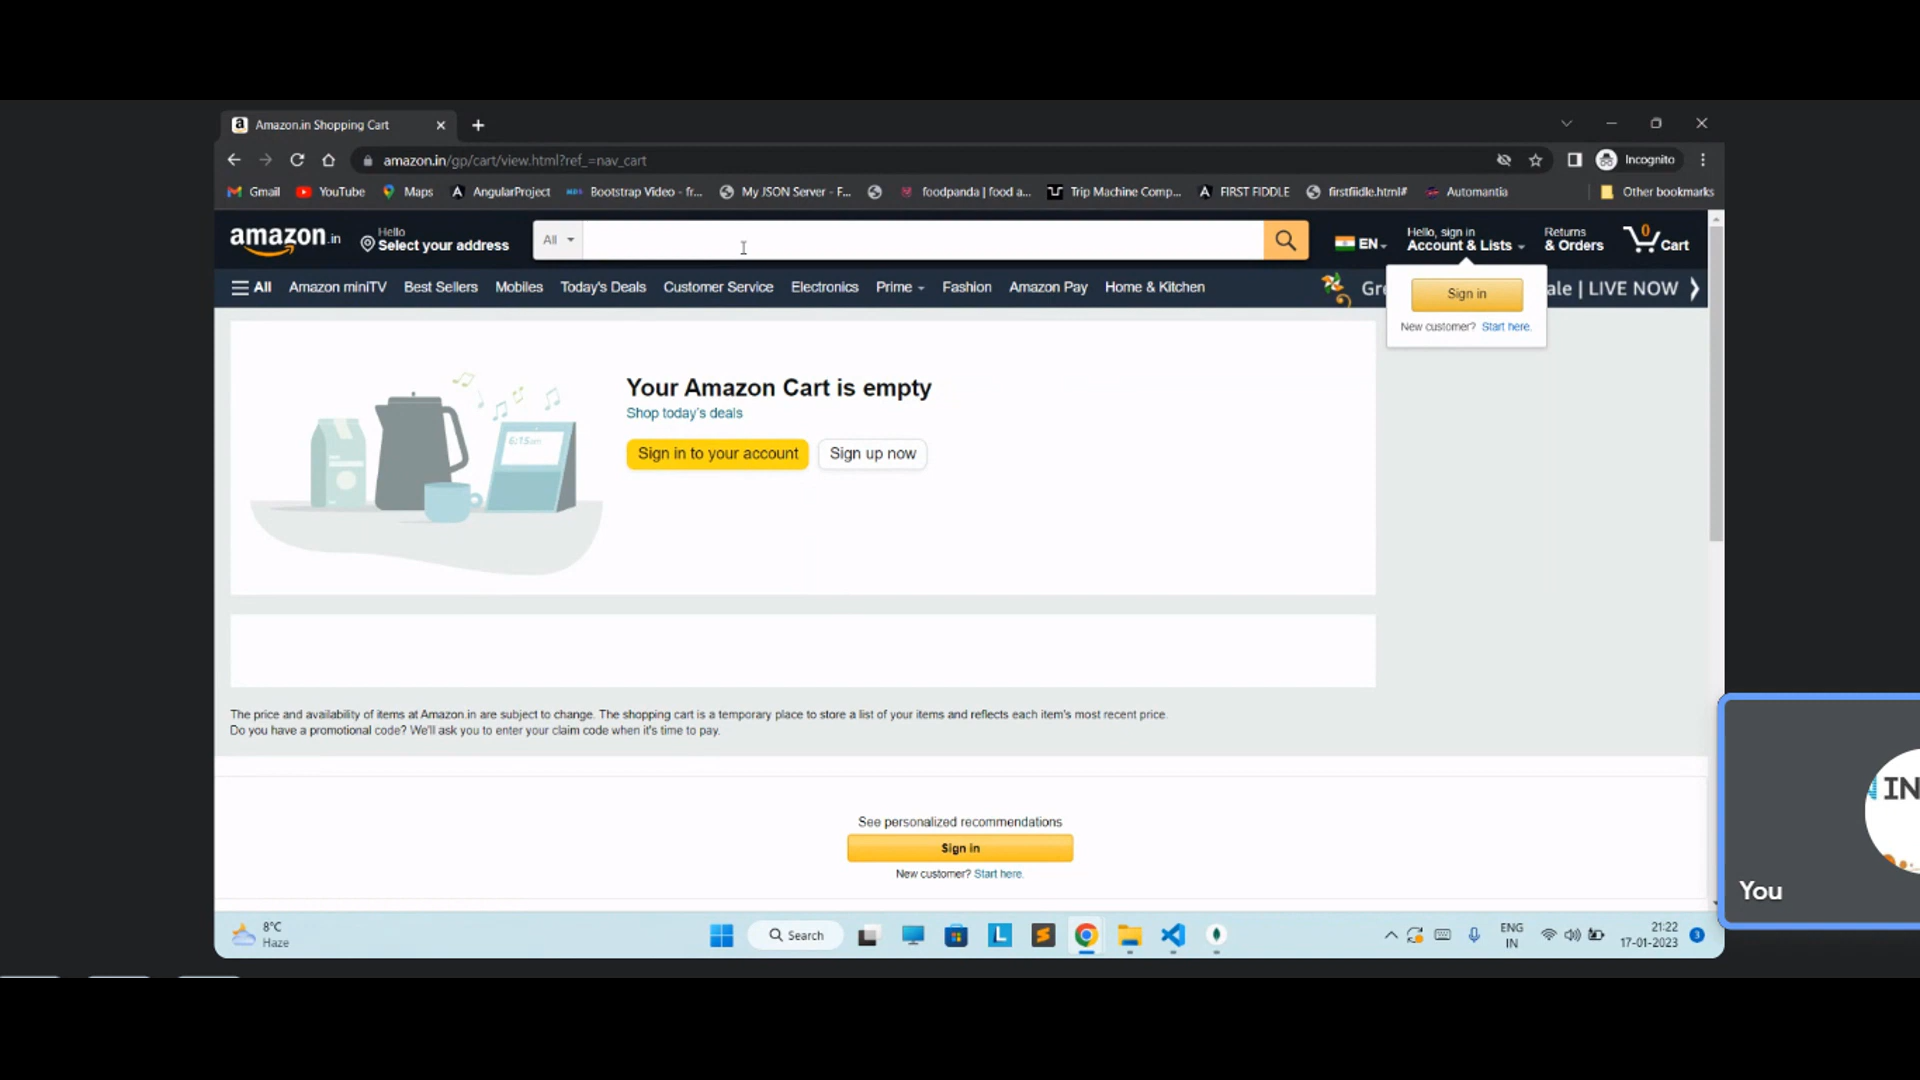 Amazon.in Shopping Cart
amazon.in/gp/cart/view.html?ref_=nav_cart
Incognito
Gmail YouTube Maps AngularProject Bootstrap Video - fr... My JSON Server - F... foodpanda | food a... Trip Machine Comp... FIRST FIDDLE firstfiidle.html# Automantia Other bookmarks
amazon.in
Hello
Select your address
All
EN
Hello, sign in
Account & Lists
Returns
& Orders
0
Cart
All Amazon miniTV Best Sellers Mobiles Today's Deals Customer Service Electronics Prime Fashion Amazon Pay Home & Kitchen
LIVE NOW
Sign in
New customer? Start here.
Your Amazon Cart is empty
Shop today's deals
Sign in to your account Sign up now
6:15am
The price and availability of items at Amazon.in are subject to change. The shopping cart is a temporary place to store a list of your items and reflects each item's most recent price.
Do you have a promotional code? We'll ask you to enter your claim code when it's time to pay.
See personalized recommendations
Sign in
New customer? Start here.
IN
You
8°C
Haze
Search
ENG
IN
21:22
17-01-2023
3